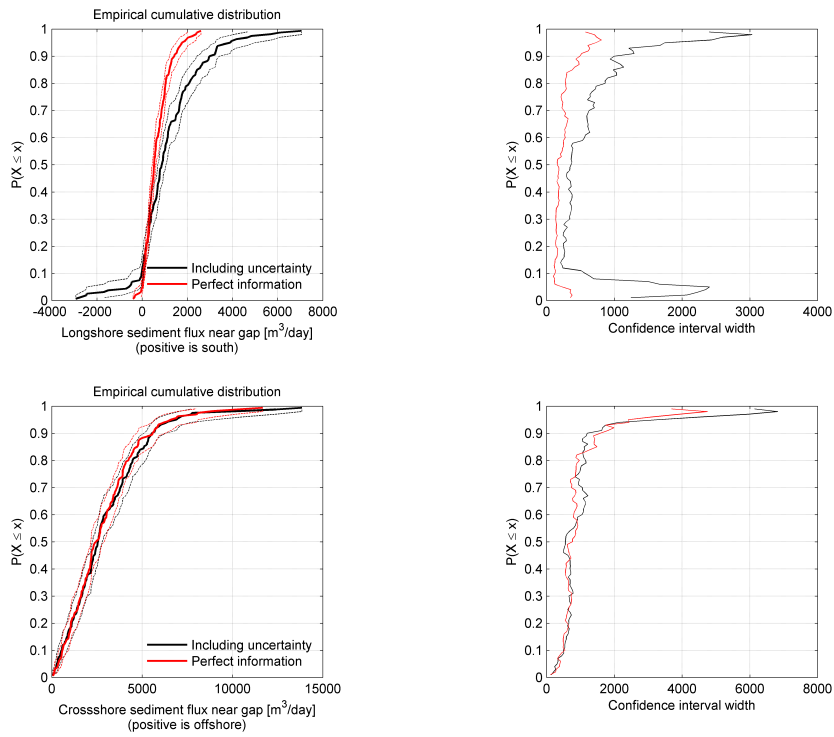 Empirical cumulative distribution
1
0.9
0.8
0.7
0.6
0.5
0.4
0.3
0.2
0.1
0
P(X ≤ x)
-4000 -2000 0 2000 4000 6000 8000
Including uncertainty
Perfect information
Longshore sediment flux near gap [m³/day]
(positive is south)
1
0.9
0.8
0.7
0.6
0.5
0.4
0.3
0.2
0.1
0
P(X ≤ x)
0 1000 2000 3000 4000
Confidence interval width
Empirical cumulative distribution
1
0.9
0.8
0.7
0.6
0.5
0.4
0.3
0.2
0.1
0
P(X ≤ x)
0 5000 10000 15000
Including uncertainty
Perfect information
Crossshore sediment flux near gap [m³/day]
(positive is offshore)
1
0.9
0.8
0.7
0.6
0.5
0.4
0.3
0.2
0.1
0
P(X ≤ x)
0 2000 4000 6000 8000
Confidence interval width